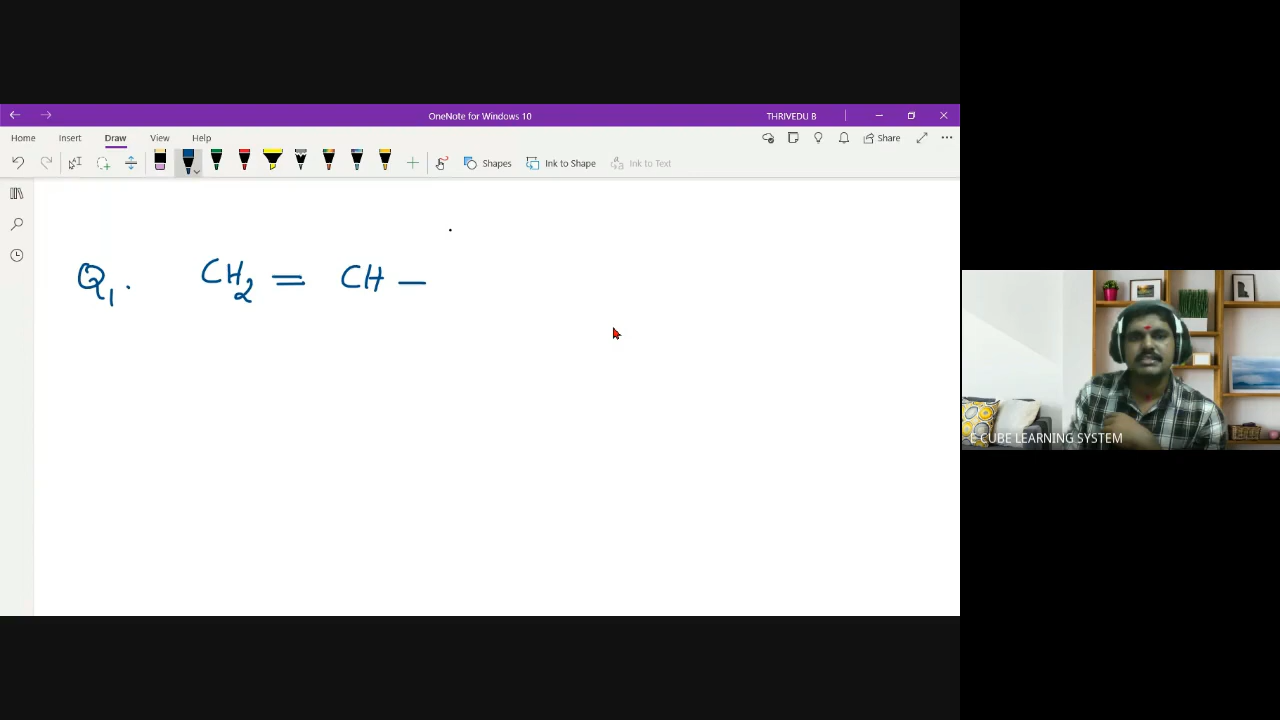 OneNote for Windows 10
THRIVEDU B
Home Insert Draw View Help
Share
Shapes Ink to Shape Ink to Text
Q1. CH2 = CH –
E CUBE LEARNING SYSTEM